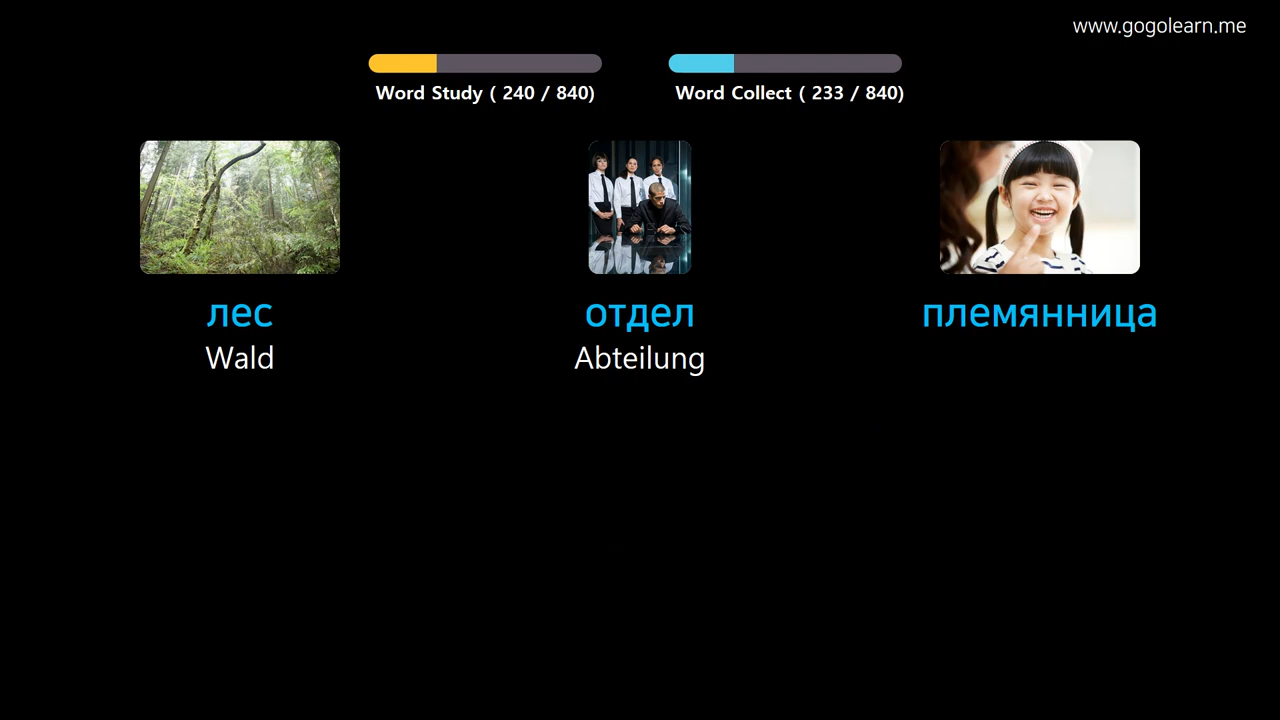 www.gogolearn.me
Word Study ( 240 / 840)
Word Collect ( 233 / 840)
лес
отдел
племянница
Wald
Abteilung